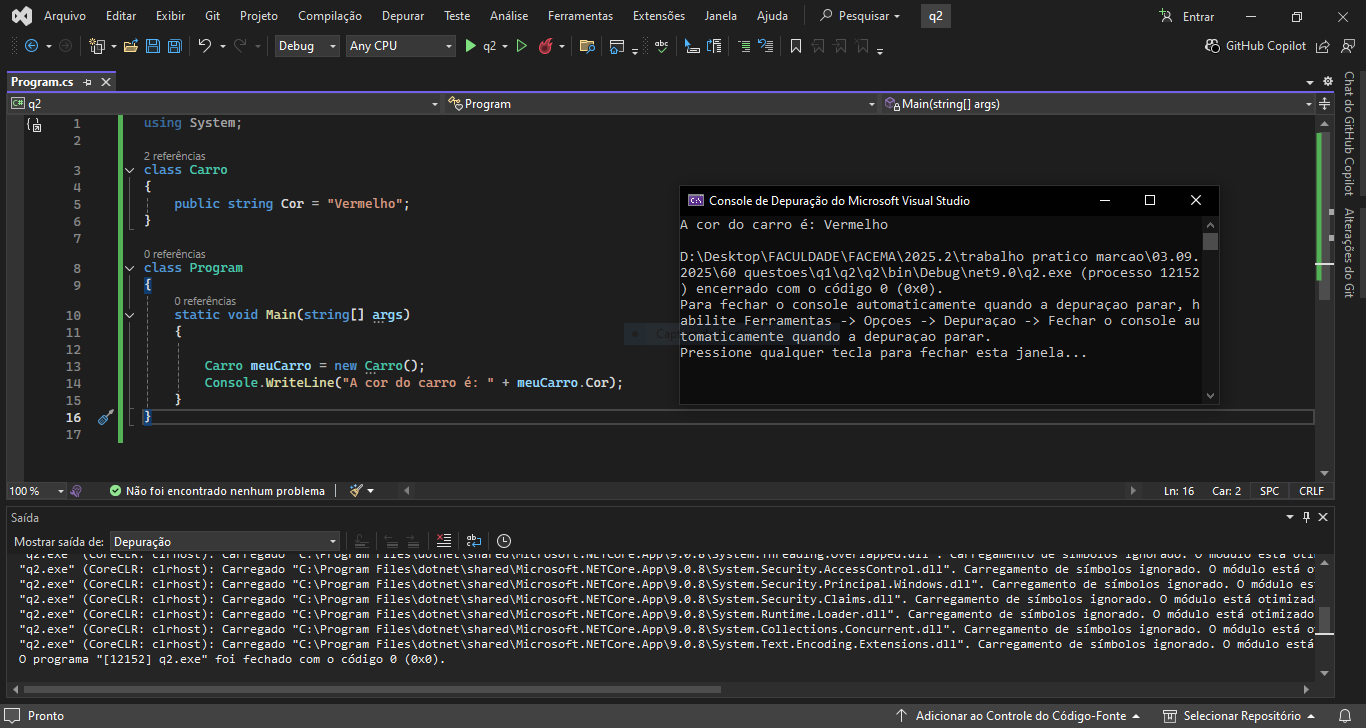 Arquivo Editar Exibir Git Projeto Compilação Depurar Teste Análise Ferramentas Extensões Janela Ajuda Pesquisar q2 Entrar
Debug Any CPU q2 abc GitHub Copilot
Program.cs
C# q2 Program Main(string[] args)
1 using System;
2
2 referências
3 class Carro
4 {
5 public string Cor = "Vermelho";
6 }
7
0 referências
8 class Program
9 {
0 referências
10 static void Main(string[] args)
11 {
12
13 Carro meuCarro = new Carro();
14 Console.WriteLine("A cor do carro é: " + meuCarro.Cor);
15 }
16 }
17
Console de Depuração do Microsoft Visual Studio
A cor do carro é: Vermelho
D:\Desktop\FACULDADE\FACEMA\2025.2\trabalho pratico marcao\03.09.
2025\60 questoes\q1\q2\q2\bin\Debug\net9.0\q2.exe (processo 12152
) encerrado com o código 0 (0x0).
Para fechar o console automaticamente quando a depuraçao parar, h
abilite Ferramentas -> Opçoes -> Depuraçao -> Fechar o console au
tomaticamente quando a depuraçao parar.
Pressione qualquer tecla para fechar esta janela...
Chat do GitHub Copilot
Alterações do Git
100 % Não foi encontrado nenhum problema Ln: 16 Car: 2 SPC CRLF
Saída
Mostrar saída de: Depuração
"q2.exe" (CoreCLR: clrhost): Carregado "C:\Program Files\dotnet\shared\Microsoft.NETCore.App\9.0.8\System.Threading.Overlapped.dll". Carregamento de símbolos ignorado. O módulo está oti
"q2.exe" (CoreCLR: clrhost): Carregado "C:\Program Files\dotnet\shared\Microsoft.NETCore.App\9.0.8\System.Security.AccessControl.dll". Carregamento de símbolos ignorado. O módulo está o
"q2.exe" (CoreCLR: clrhost): Carregado "C:\Program Files\dotnet\shared\Microsoft.NETCore.App\9.0.8\System.Security.Principal.Windows.dll". Carregamento de símbolos ignorado. O módulo es
"q2.exe" (CoreCLR: clrhost): Carregado "C:\Program Files\dotnet\shared\Microsoft.NETCore.App\9.0.8\System.Security.Claims.dll". Carregamento de símbolos ignorado. O módulo está otimizad
"q2.exe" (CoreCLR: clrhost): Carregado "C:\Program Files\dotnet\shared\Microsoft.NETCore.App\9.0.8\System.Runtime.Loader.dll". Carregamento de símbolos ignorado. O módulo está otimizado
"q2.exe" (CoreCLR: clrhost): Carregado "C:\Program Files\dotnet\shared\Microsoft.NETCore.App\9.0.8\System.Collections.Concurrent.dll". Carregamento de símbolos ignorado. O módulo está o
"q2.exe" (CoreCLR: clrhost): Carregado "C:\Program Files\dotnet\shared\Microsoft.NETCore.App\9.0.8\System.Text.Encoding.Extensions.dll". Carregamento de símbolos ignorado. O módulo está
O programa "[12152] q2.exe" foi fechado com o código 0 (0x0).
Pronto Adicionar ao Controle do Código-Fonte Selecionar Repositório